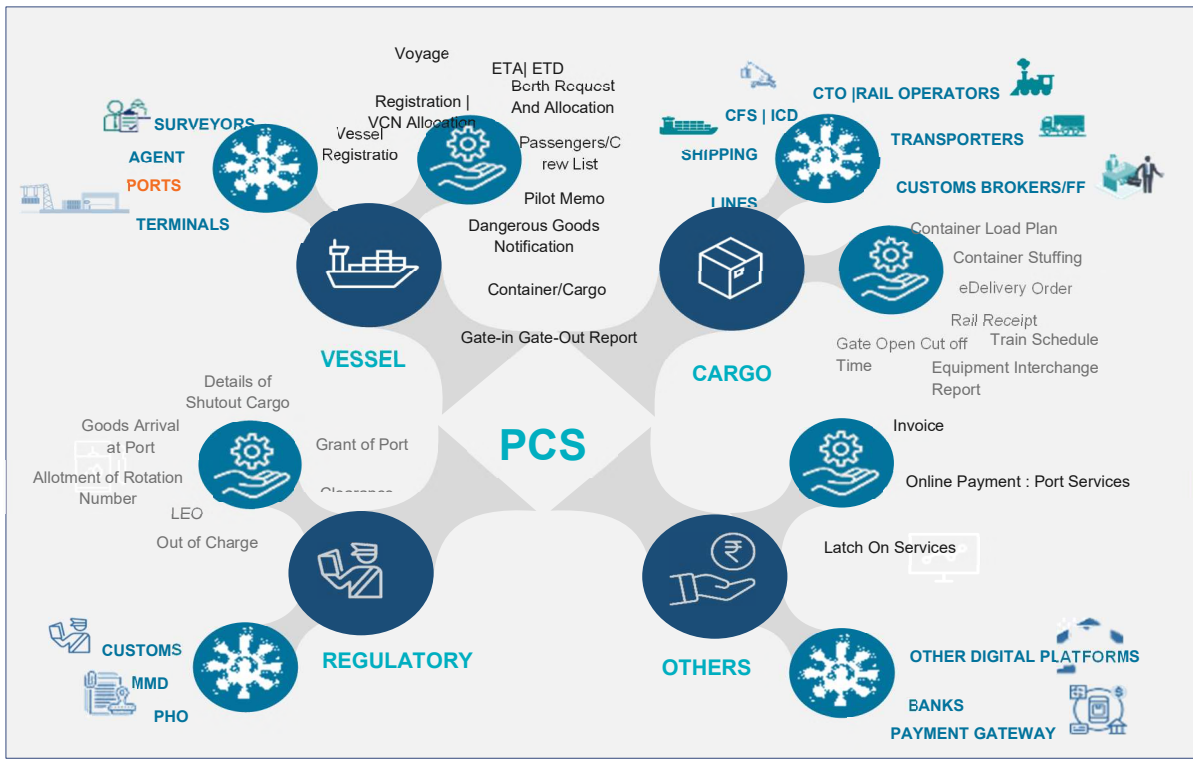 Voyage
ETA| ETD
Berth Request
And Allocation
Registration |
VCN Allocation
Vessel
Registratio
Passengers/C
rew List
Pilot Memo
Dangerous Goods
Notification
Container/Cargo
Gate-in Gate-Out Report
SURVEYORS
AGENT
PORTS
TERMINALS
VESSEL
CTO |RAIL OPERATORS
CFS | ICD
TRANSPORTERS
SHIPPING
CUSTOMS BROKERS/FF
LINES
Container Load Plan
Container Stuffing
eDelivery Order
Rail Receipt
Train Schedule
Gate Open Cut off
Time
Equipment Interchange
Report
CARGO
PCS
Details of
Shutout Cargo
Goods Arrival
at Port
Grant of Port
Clearance
Allotment of Rotation
Number
LEO
Out of Charge
CUSTOMS
MMD
PHO
REGULATORY
Invoice
Online Payment : Port Services
Latch On Services
OTHERS
OTHER DIGITAL PLATFORMS
BANKS
PAYMENT GATEWAY